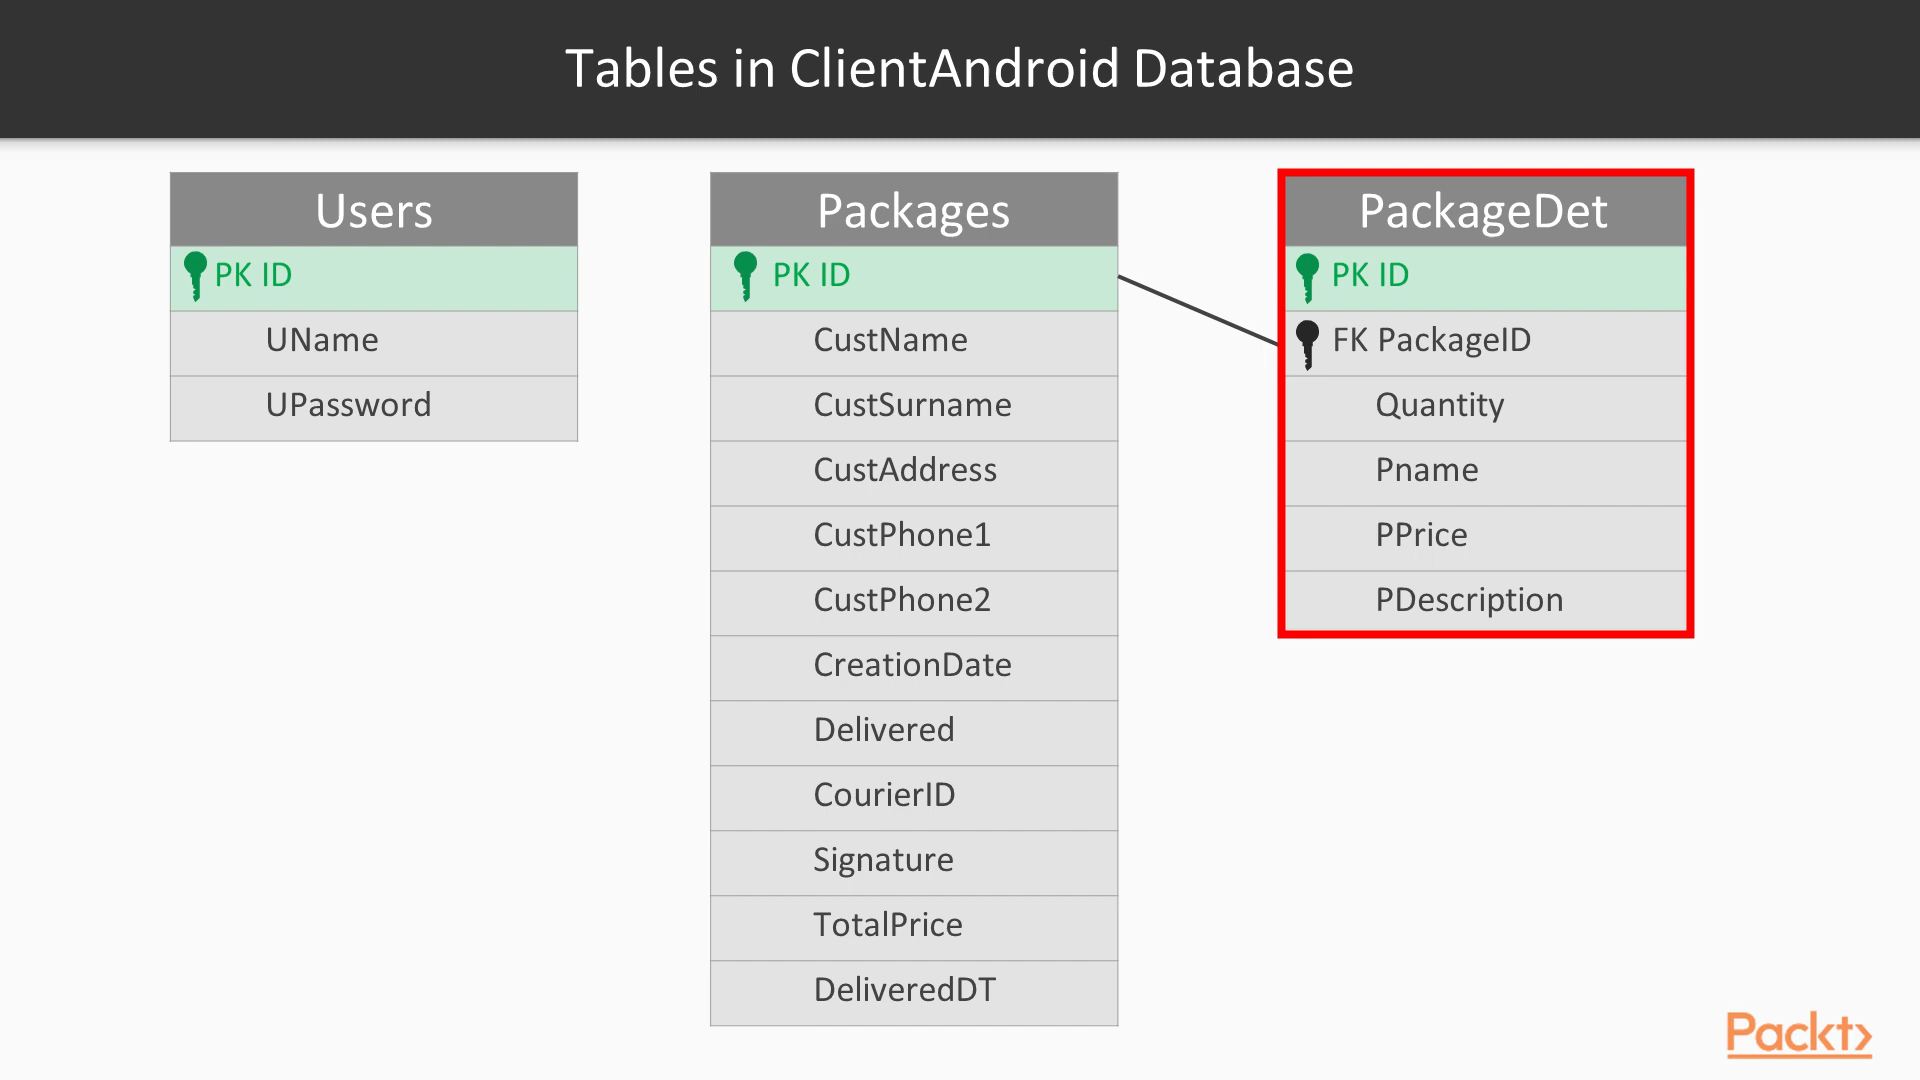 Tables in ClientAndroid Database
Users
PK ID
UName
UPassword
Packages
PK ID
CustName
CustSurname
CustAddress
CustPhone1
CustPhone2
CreationDate
Delivered
CourierID
Signature
TotalPrice
DeliveredDT
PackageDet
PK ID
FK PackageID
Quantity
Pname
PPrice
PDescription
Packt>